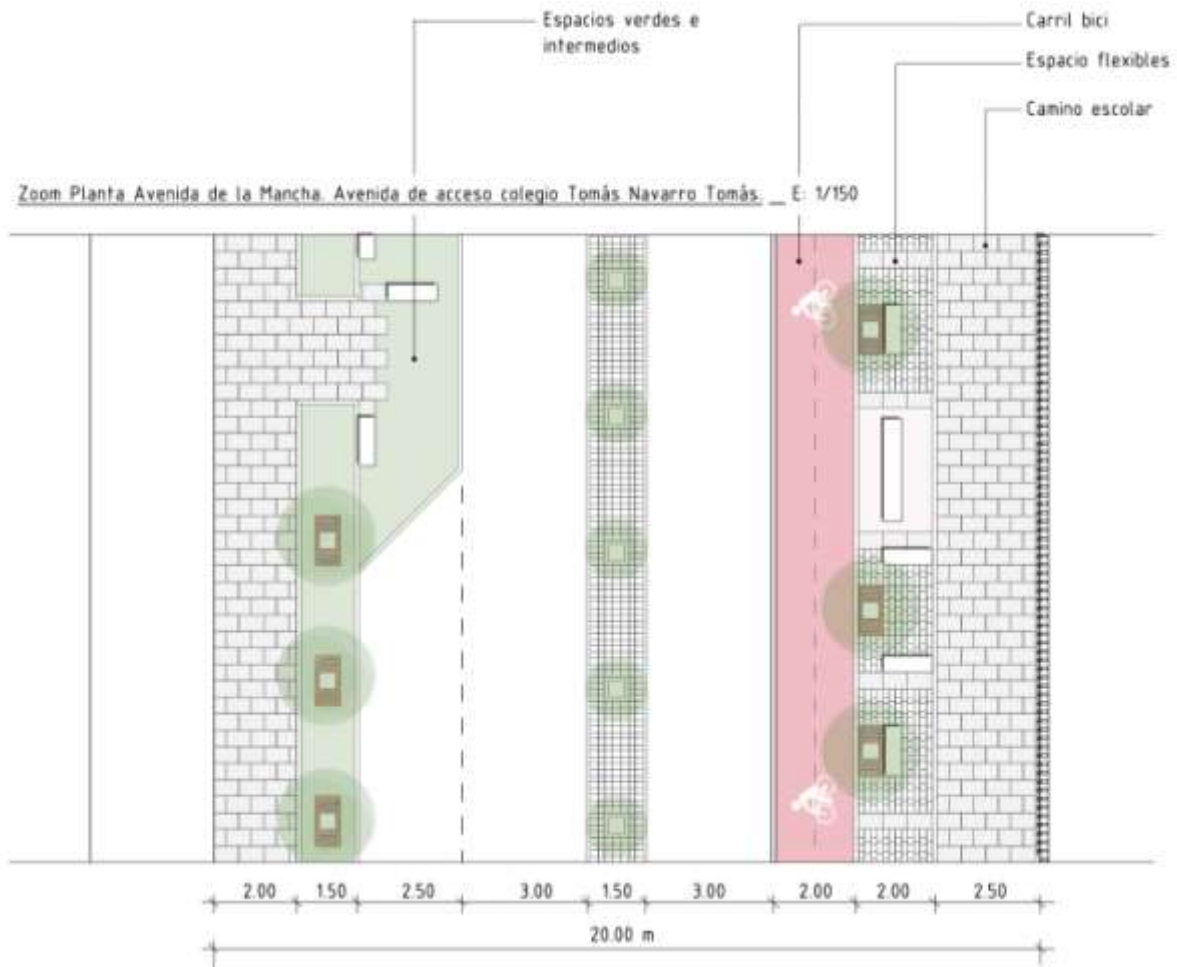 Espacios verdes e
intermedios
Carril bici
Espacio flexibles
Camino escolar
Zoom Planta Avenida de la Mancha. Avenida de acceso colegio Tomás Navarro Tomás. _ E: 1/150
2.00 1.50 2.50 3.00 1.50 3.00 2.00 2.00 2.50
20.00 m